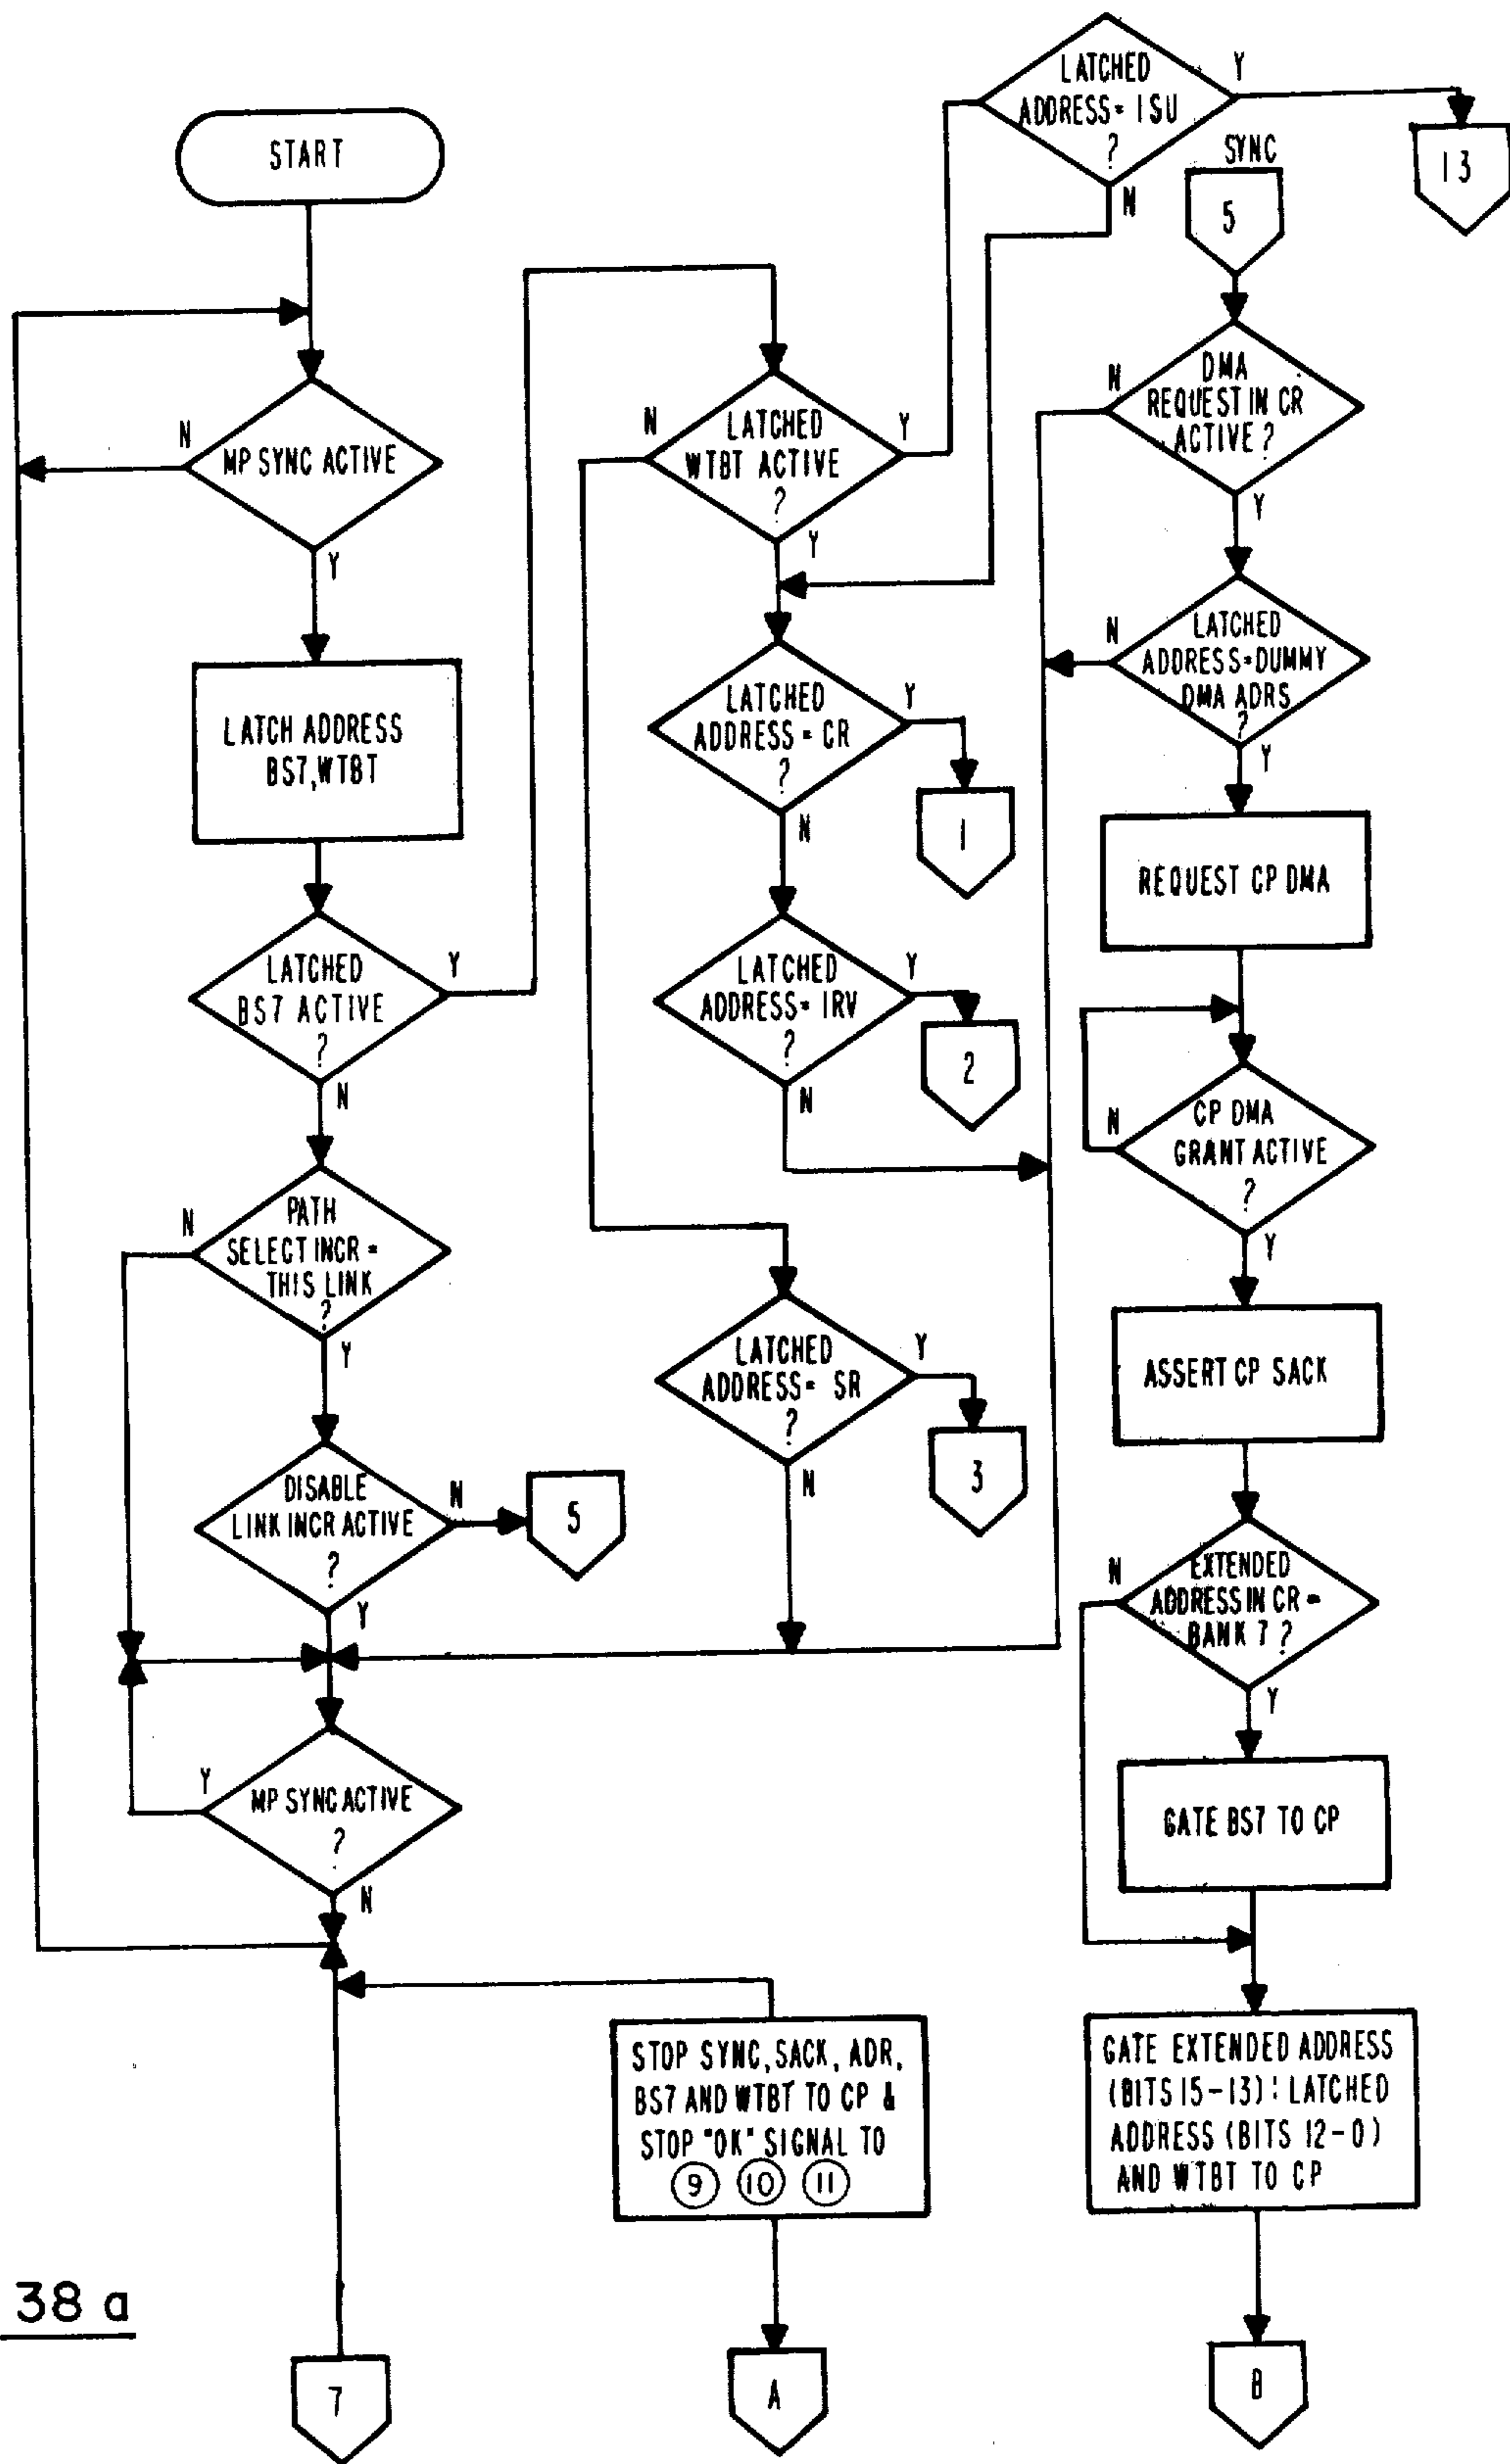 START
N
MP SYNC ACTIVE
Y
LATCH ADDRESS
BS7,WTBT
LATCHED
BS7 ACTIVE
?
Y
N
PATH
SELECT INCR =
THIS LINK
?
N
Y
DISABLE
LINK INCR ACTIVE
?
N
5
Y
MP SYNC ACTIVE
?
Y
N
7
LATCHED
WTBT ACTIVE
?
N
Y
Y
LATCHED
ADDRESS = CR
?
Y
1
N
LATCHED
ADDRESS= IRV
?
Y
2
N
LATCHED
ADDRESS= SR
?
Y
3
N
STOP SYNC, SACK, ADR,
BS7 AND WTBT TO CP &
STOP "OK" SIGNAL TO
9 10 11
A
LATCHED
ADDRESS= ISU
?
Y
13
N
SYNC
5
DMA
REQUEST IN CR
ACTIVE ?
N
Y
LATCHED
ADDRESS=DUMMY
DMA ADRS
?
N
Y
REQUEST CP DMA
CP DMA
GRANT ACTIVE
?
N
Y
ASSERT CP SACK
EXTENDED
ADDRESS IN CR =
BANK 7 ?
N
Y
GATE BS7 TO CP
GATE EXTENDED ADDRESS
(BITS 15-13): LATCHED
ADDRESS (BITS 12-0)
AND WTBT TO CP
B
38 a